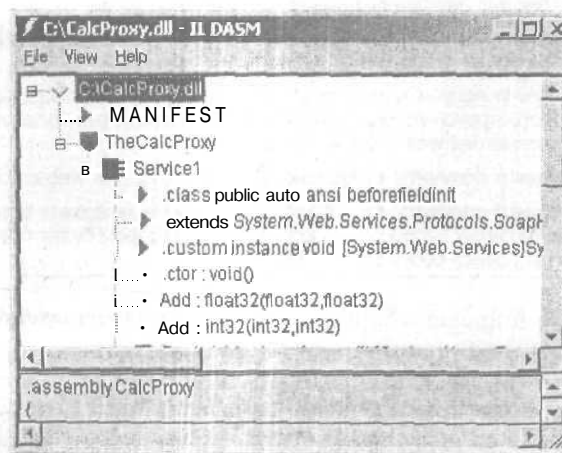 C:\CalcProxy.dll - IL DASM
File View Help
C:\CalcProxy.dll
MANIFEST
TheCalcProxy
Service1
.class public auto ansi beforefieldinit
extends System.Web.Services.Protocols.SoapH
.custom instance void [System.Web.Services]Sy
.ctor : void()
Add : float32(float32,float32)
Add : int32(int32,int32)
.assembly CalcProxy
{